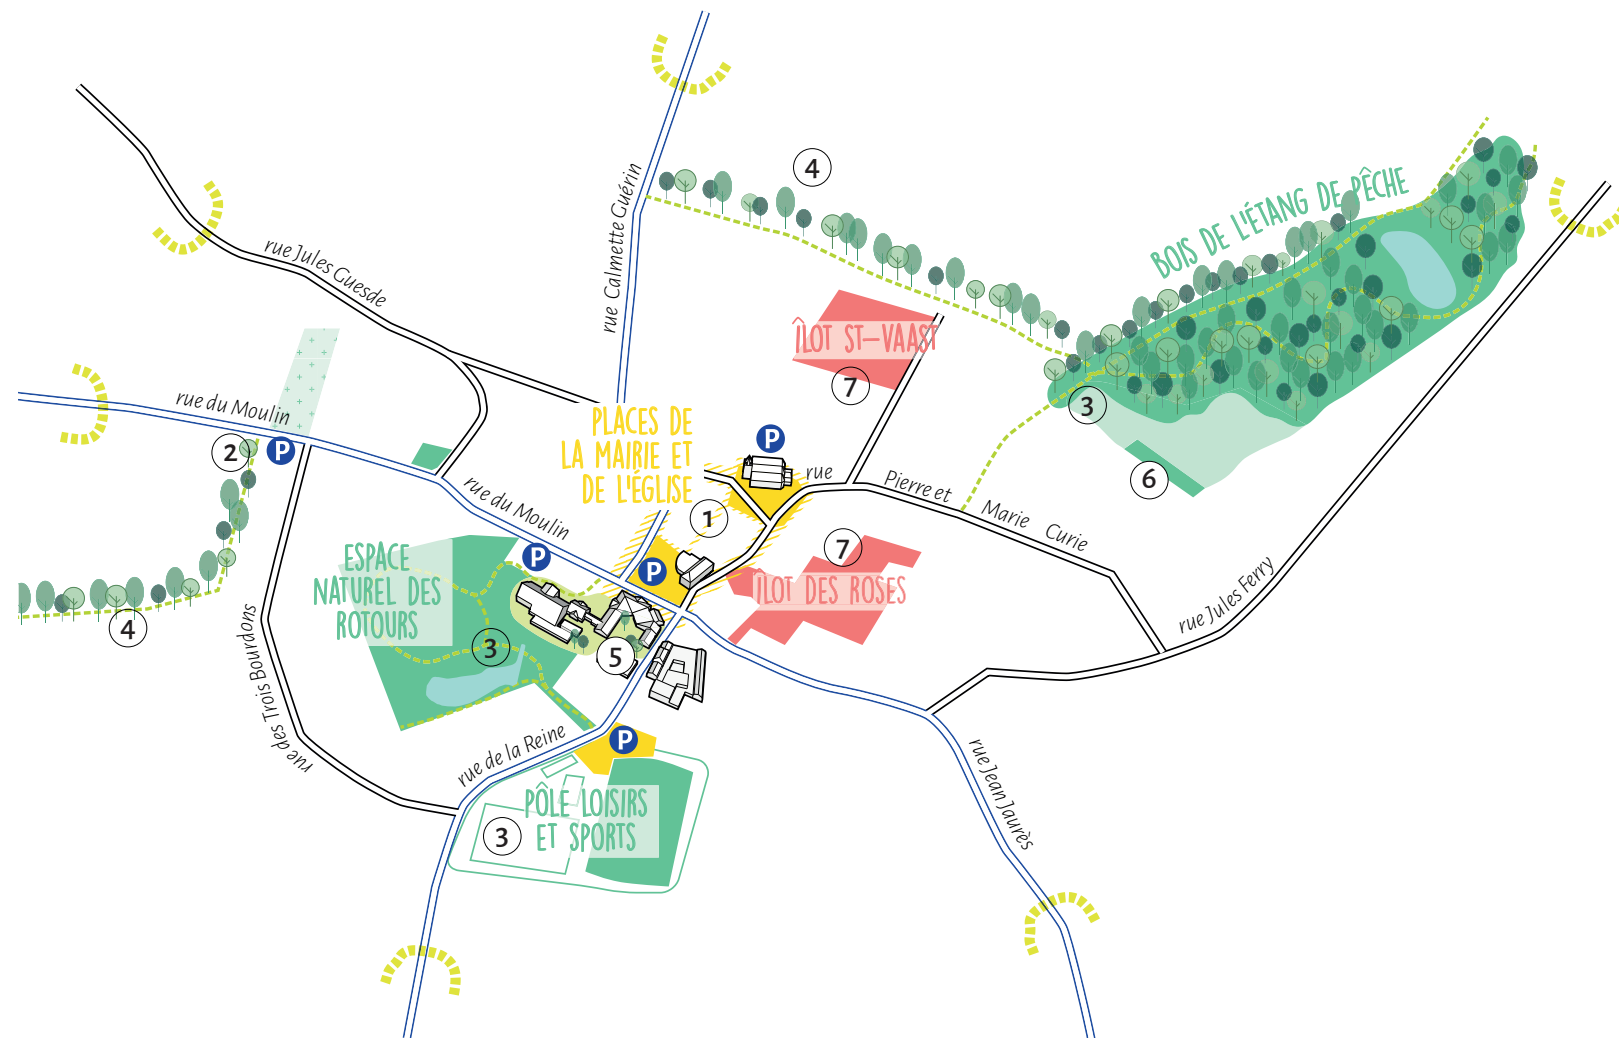 4
BOIS DE L'ÉTANG DE PÊCHE
rue Calmette Guérin
rue Jules Guesde
ÎLOT ST-VAAST
7
rue du Moulin
2
P
3
PLACES DE
LA MAIRIE ET
DE L'ÉGLISE
P
rue
Pierre et
Marie
Curie
6
rue du Moulin
1
7
ÎLOT DES ROSES
P
P
ESPACE
NATUREL DES
ROTOURS
3
4
5
rue des Trois Bourdons
rue Jules Ferry
rue de la Reine
P
PÔLE LOISIRS
ET SPORTS
3
rue Jean Jaurès